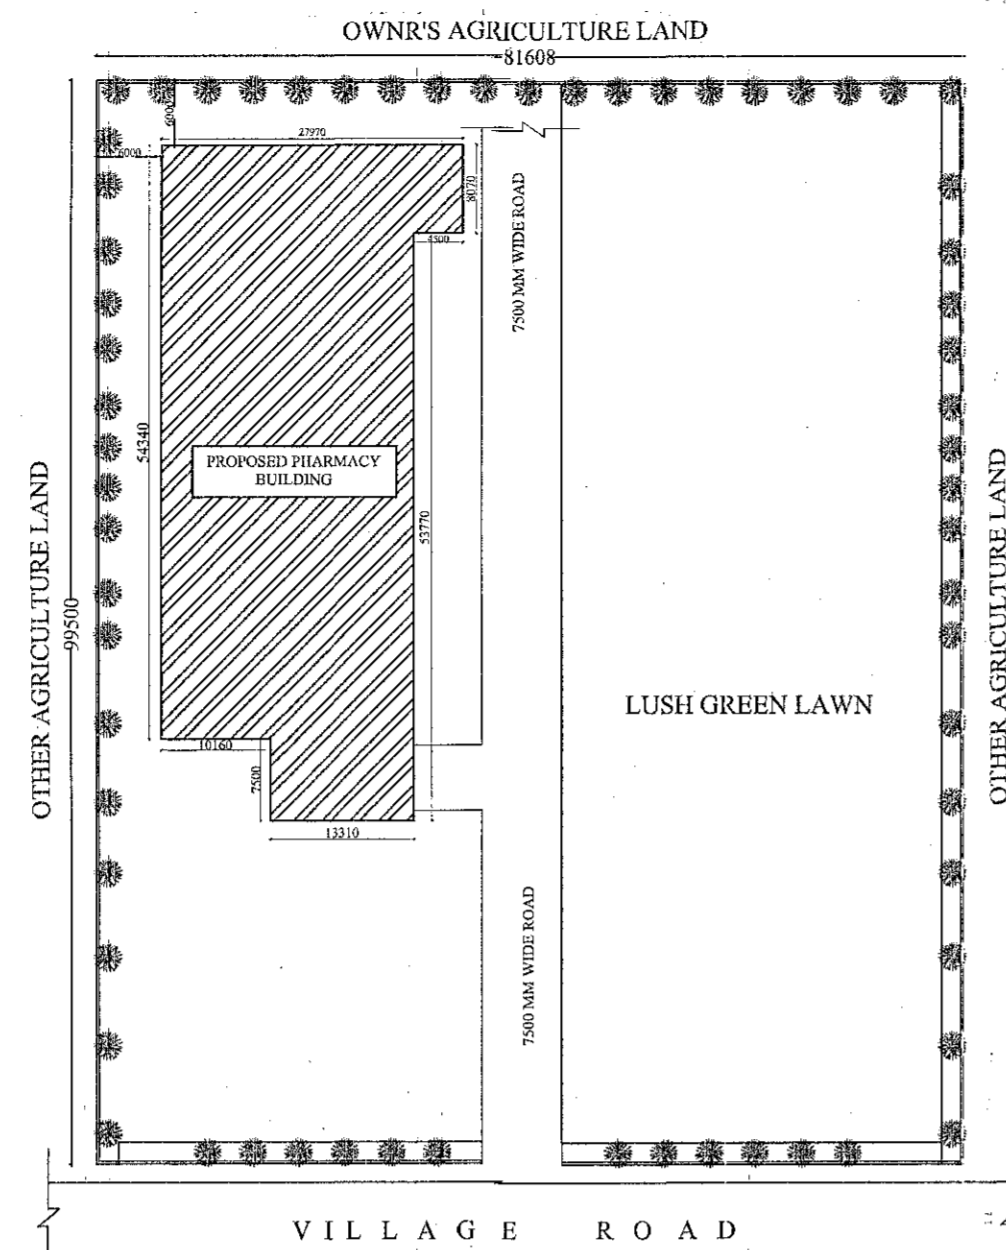 OWNR'S AGRICULTURE LAND
81608
6000
27970
6000
8070
4500
7500 MM WIDE ROAD
54340
PROPOSED PHARMACY
BUILDING
53770
OTHER AGRICULTURE LAND
99500
OTHER AGRICULTURE LAND
LUSH GREEN LAWN
10160
7500
13310
7500 MM WIDE ROAD
VILLAGE ROAD